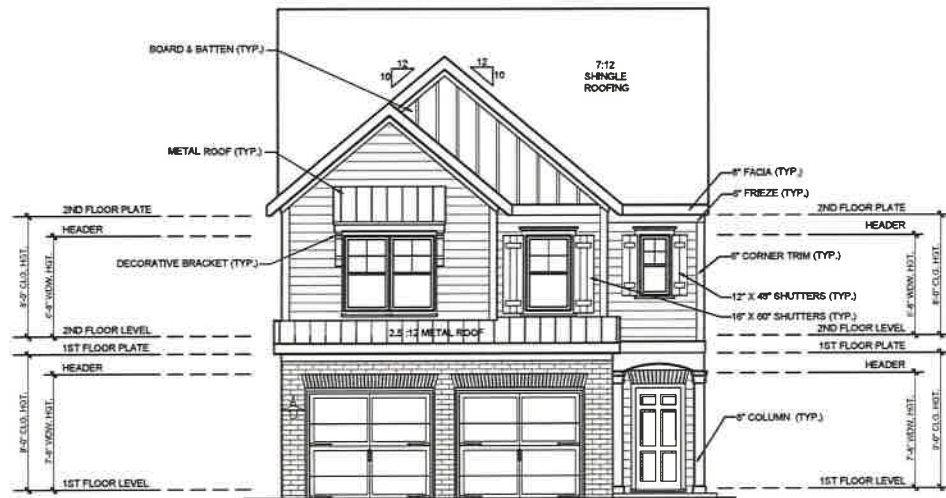 BOARD & BATTEN (TYP.)
12
10
12
10
7:12
SHINGLE
ROOFING
METAL ROOF (TYP.)
6" FACIA (TYP.)
6" FRIEZE (TYP.)
2ND FLOOR PLATE
2ND FLOOR PLATE
HEADER
HEADER
DECORATIVE BRACKET (TYP.)
6" CORNER TRIM (TYP.)
8'-0" CLG. HGT.
6'-8" WDW. HGT.
6'-8" WDW. HGT.
8'-0" CLG. HGT.
12" X 48" SHUTTERS (TYP.)
16" X 60" SHUTTERS (TYP.)
2ND FLOOR LEVEL
2.5 :12 METAL ROOF
2ND FLOOR LEVEL
1ST FLOOR PLATE
1ST FLOOR PLATE
HEADER
HEADER
9'-0" CLG. HGT.
7'-8" WDW. HGT.
7'-8" WDW. HGT.
9'-0" CLG. HGT.
8" COLUMN (TYP.)
1ST FLOOR LEVEL
1ST FLOOR LEVEL